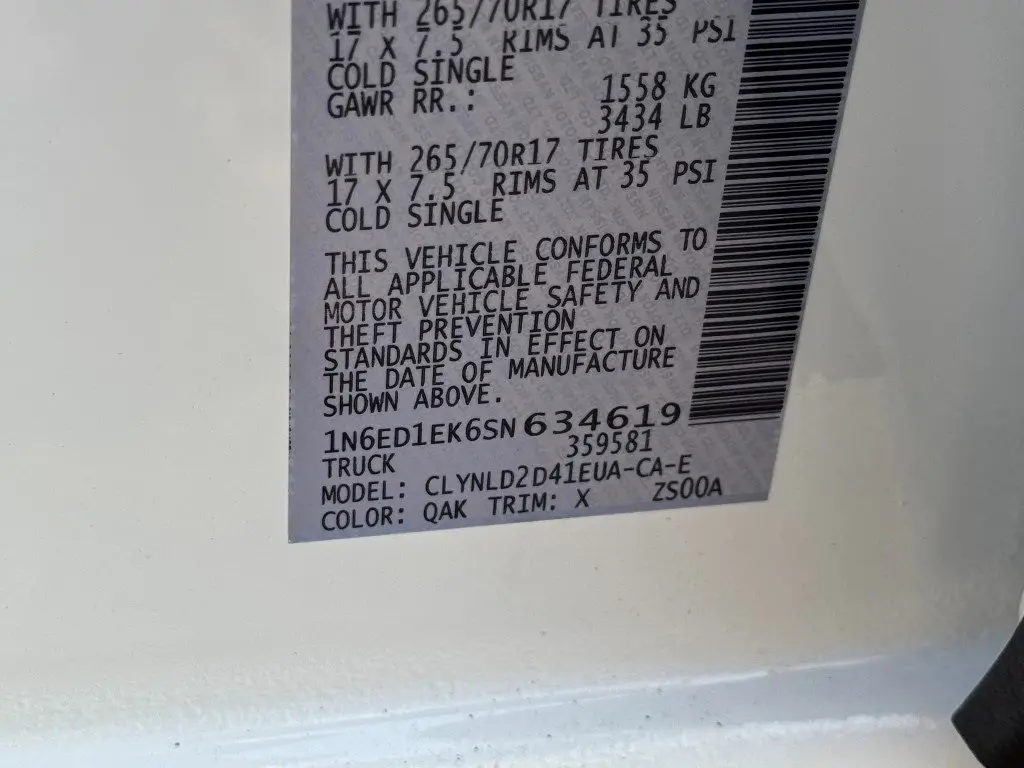 WITH 265/70R17 TIRES
17 X 7.5 RIMS AT 35 PSI
COLD SINGLE
GAWR RR.: 1558 KG
3434 LB
WITH 265/70R17 TIRES
17 X 7.5 RIMS AT 35 PSI
COLD SINGLE
THIS VEHICLE CONFORMS TO
ALL APPLICABLE FEDERAL
MOTOR VEHICLE SAFETY AND
THEFT PREVENTION
STANDARDS IN EFFECT ON
THE DATE OF MANUFACTURE
SHOWN ABOVE.
1N6ED1EK6SN634619
359581
TRUCK
MODEL: CLYNLD2D41EUA-CA-E
COLOR: QAK TRIM: X ZS00A